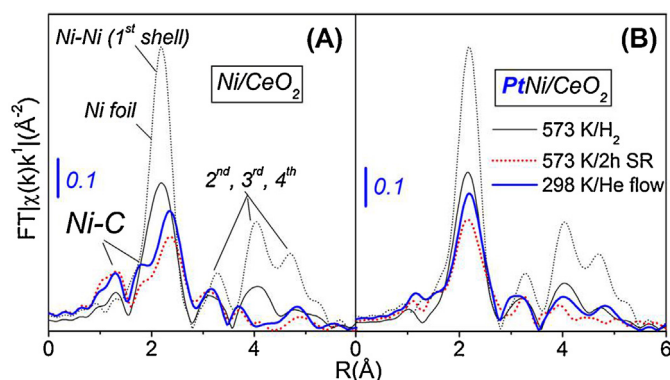 Ni-Ni (1st shell)
(A)
(B)
Ni/CeO2
PtNi/CeO2
Ni foil
573 K/H2
573 K/2h SR
298 K/He flow
0.1
0.1
2nd, 3rd, 4th
Ni-C
FT|χ(k)k1|(Å-2)
0 2 4 0 2 4 6
R(Å) R(Å)